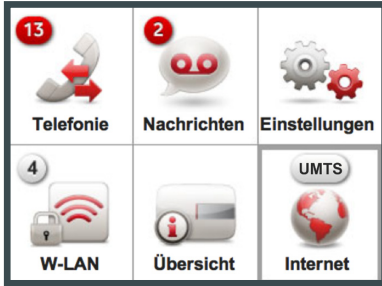 13
2
Telefonie
Nachrichten
Einstellungen
4
UMTS
W-LAN
Übersicht
Internet